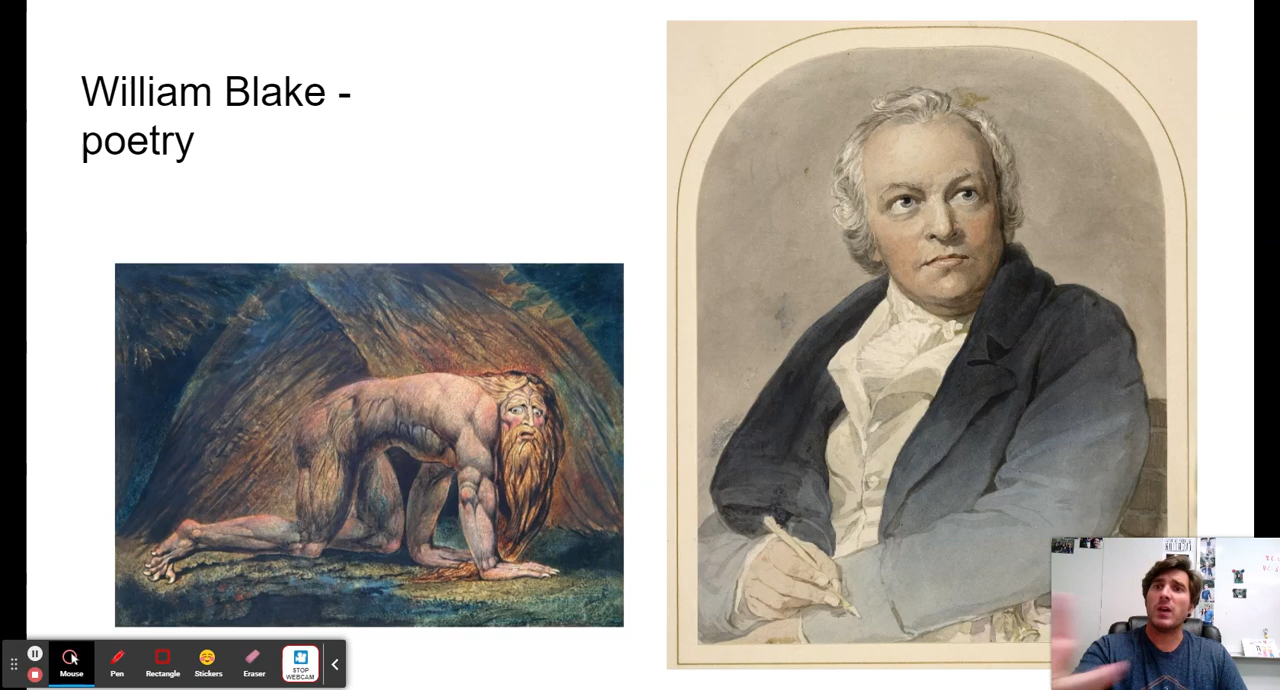 William Blake -
poetry
Mouse
Pen
Rectangle
Stickers
Eraser
STOP
WEBCAM